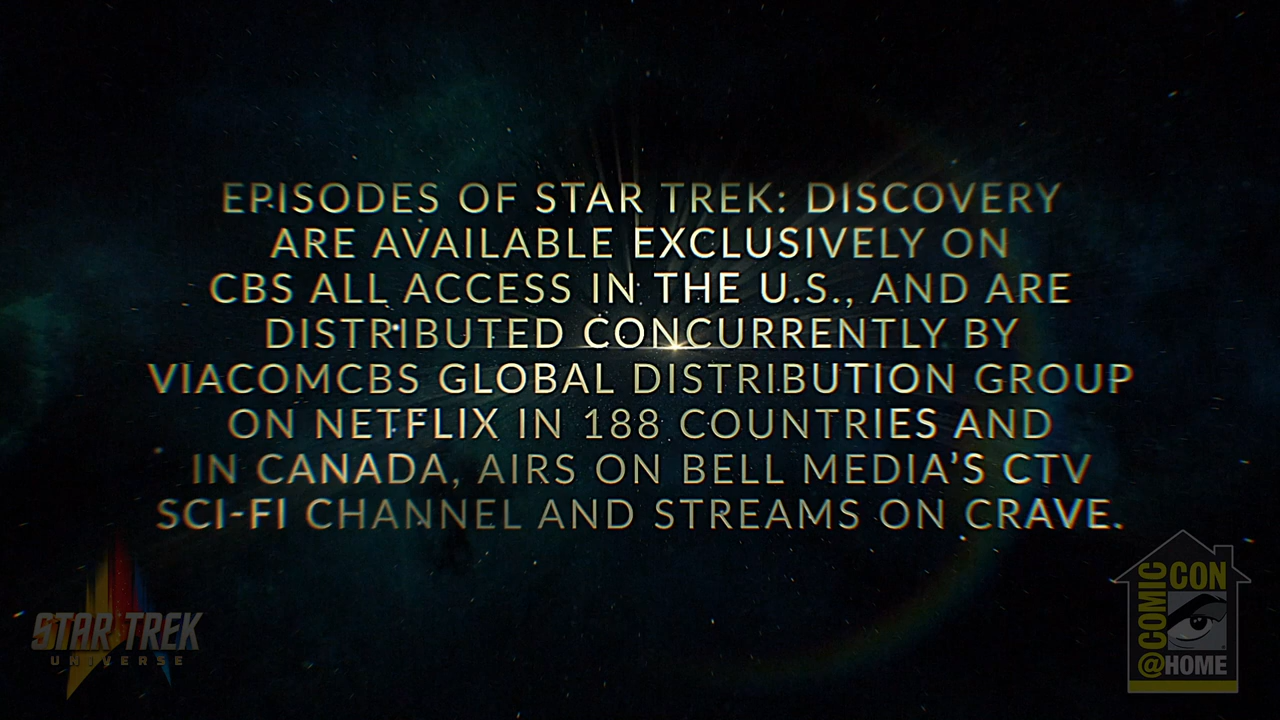 EPISODES OF STAR TREK: DISCOVERY
ARE AVAILABLE EXCLUSIVELY ON
CBS ALL ACCESS IN THE U.S., AND ARE
DISTRIBUTED CONCURRENTLY BY
VIACOMCBS GLOBAL DISTRIBUTION GROUP
ON NETFLIX IN 188 COUNTRIES AND
IN CANADA, AIRS ON BELL MEDIA'S CTV
SCI-FI CHANNEL AND STREAMS ON CRAVE.
STAR TREK
UNIVERSE
COMIC
CON
@HOME